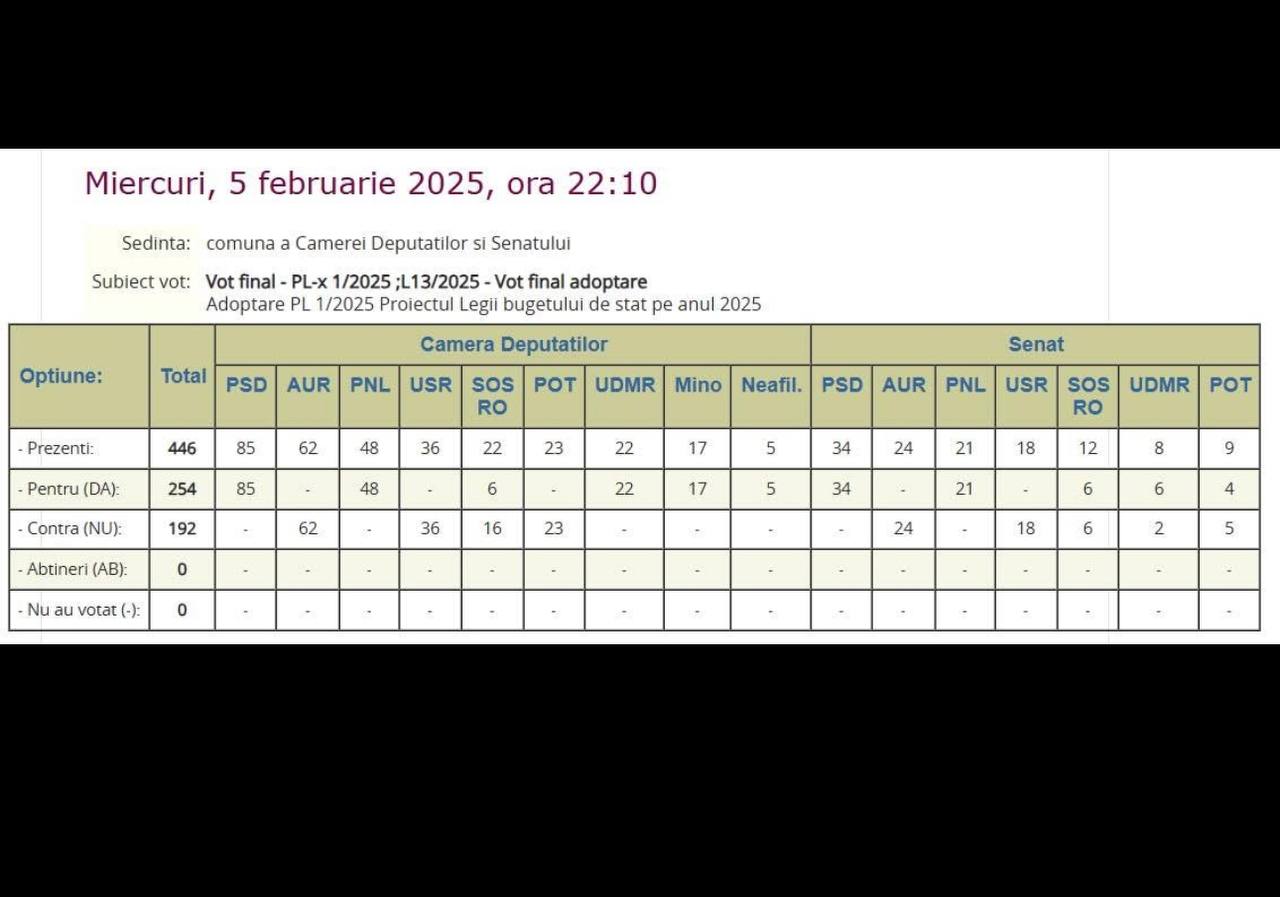 Miercuri, 5 februarie 2025, ora 22:10
Sedinta: comuna a Camerei Deputatilor si Senatului
Subiect vot: Vot final - PL-x 1/2025 ;L13/2025 - Vot final adoptare
Adoptare PL 1/2025 Proiectul Legii bugetului de stat pe anul 2025
Optiune: Total Camera Deputatilor Senat
PSD AUR PNL USR SOS RO POT UDMR Mino Neafil. PSD AUR PNL USR SOS RO UDMR POT
- Prezenti: 446 85 62 48 36 22 23 22 17 5 34 24 21 18 12 8 9
- Pentru (DA): 254 85 - 48 - 6 - 22 17 5 34 - 21 - 6 6 4
- Contra (NU): 192 - 62 - 36 16 23 - - - - 24 - 18 6 2 5
- Abtineri (AB): 0 - - - - - - - - - - - - - - - -
- Nu au votat (-): 0 - - - - - - - - - - - - - - - -